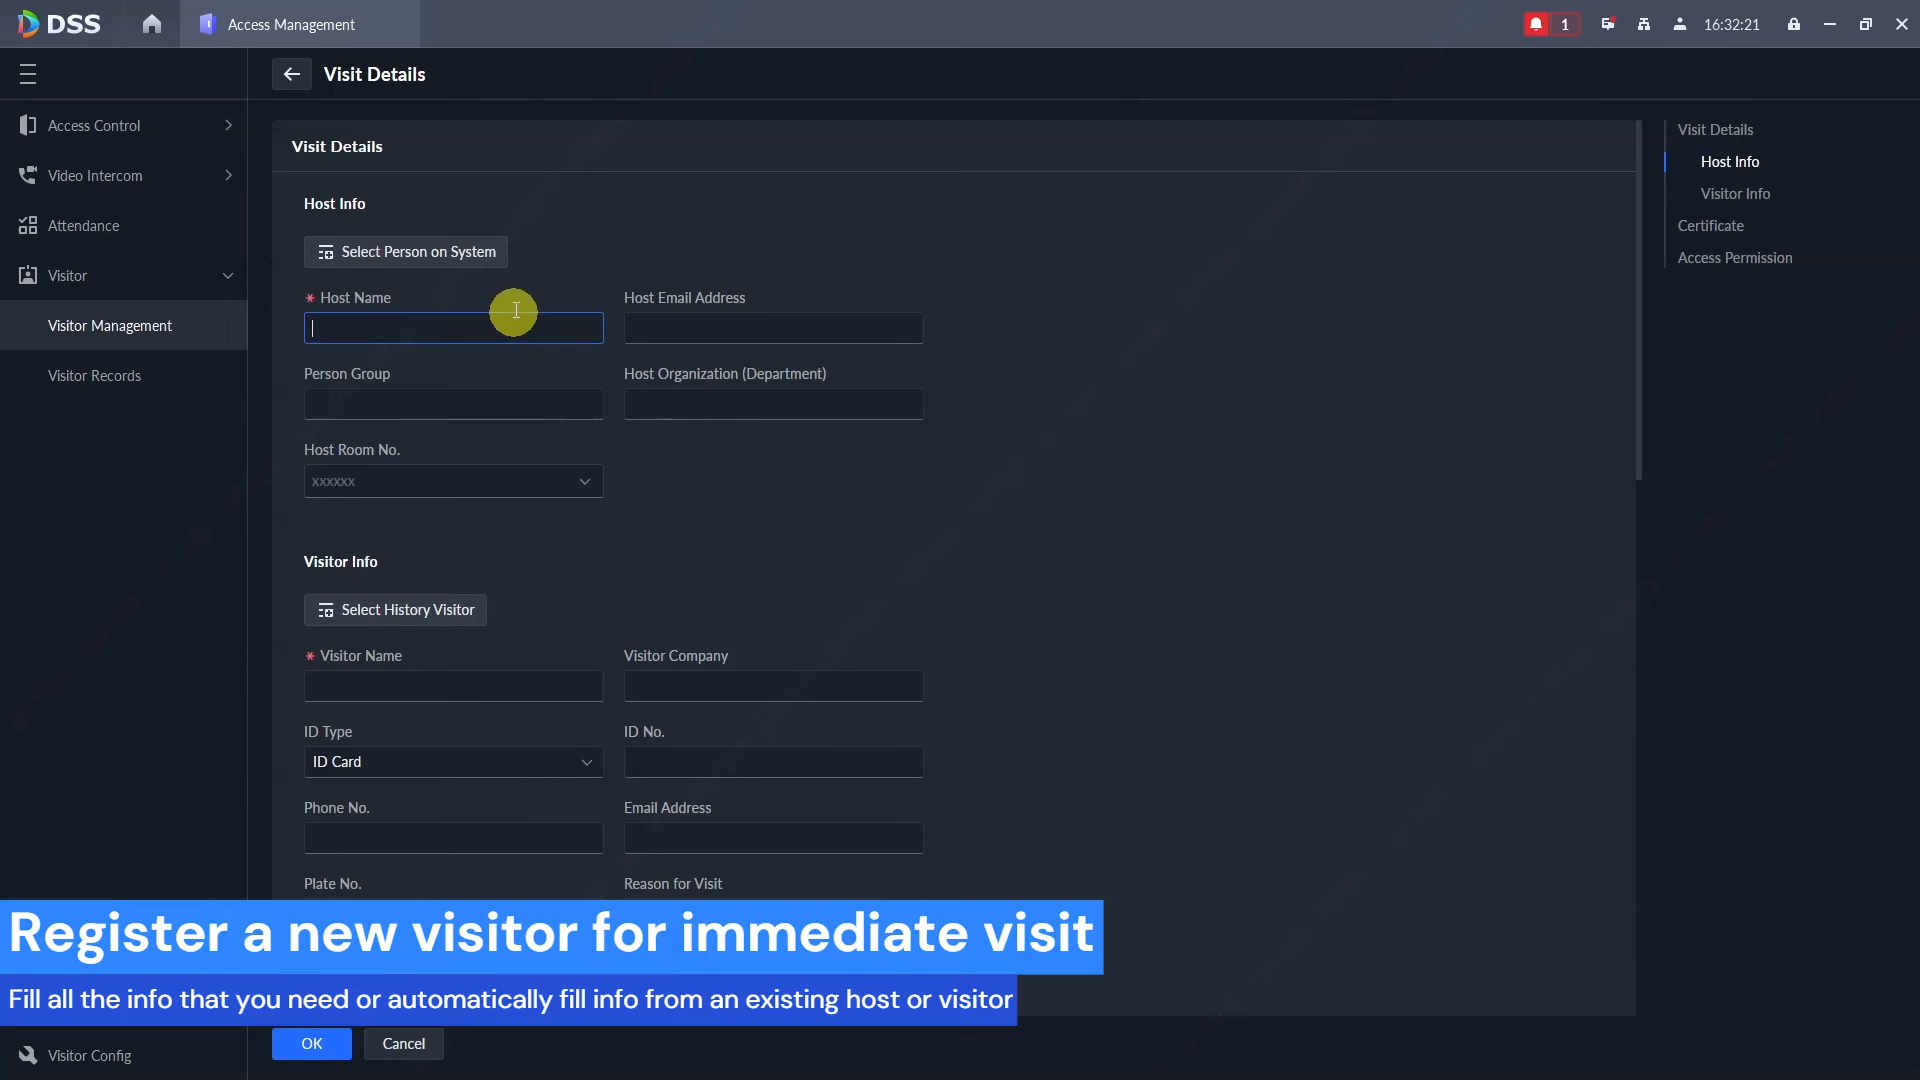 DSS
Access Management
1
16:32:21
Visit Details
Access Control
Video Intercom
Attendance
Visitor
Visitor Management
Visitor Records
Visitor Config
Visit Details
Host Info
Select Person on System
* Host Name
Host Email Address
Person Group
Host Organization (Department)
Host Room No.
xxxxxx
Visitor Info
Select History Visitor
* Visitor Name
Visitor Company
ID Type
ID No.
ID Card
Phone No.
Email Address
Plate No.
Reason for Visit
Register a new visitor for immediate visit
Fill all the info that you need or automatically fill info from an existing host or visitor
OK
Cancel
Visit Details
Host Info
Visitor Info
Certificate
Access Permission